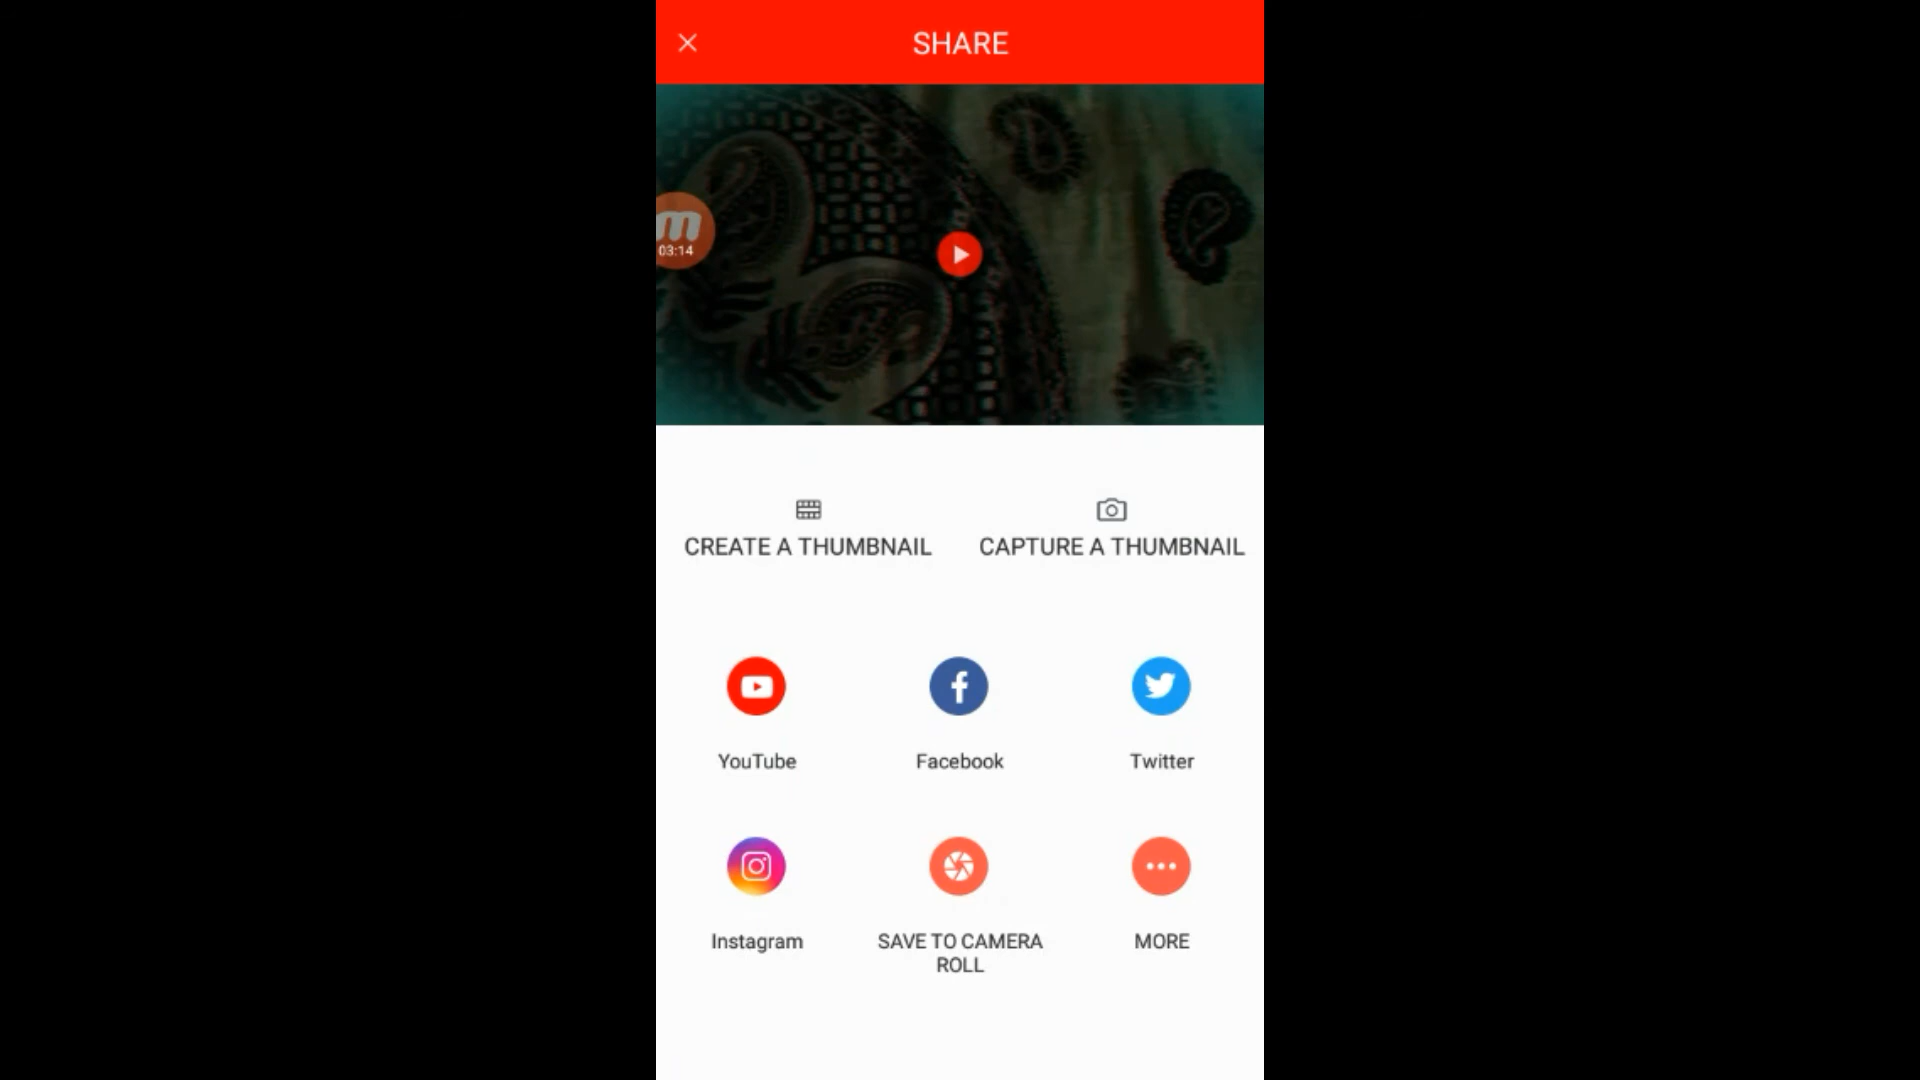 SHARE
m
03:14
CREATE A THUMBNAIL
CAPTURE A THUMBNAIL
YouTube
Facebook
Twitter
Instagram
SAVE TO CAMERA
ROLL
MORE